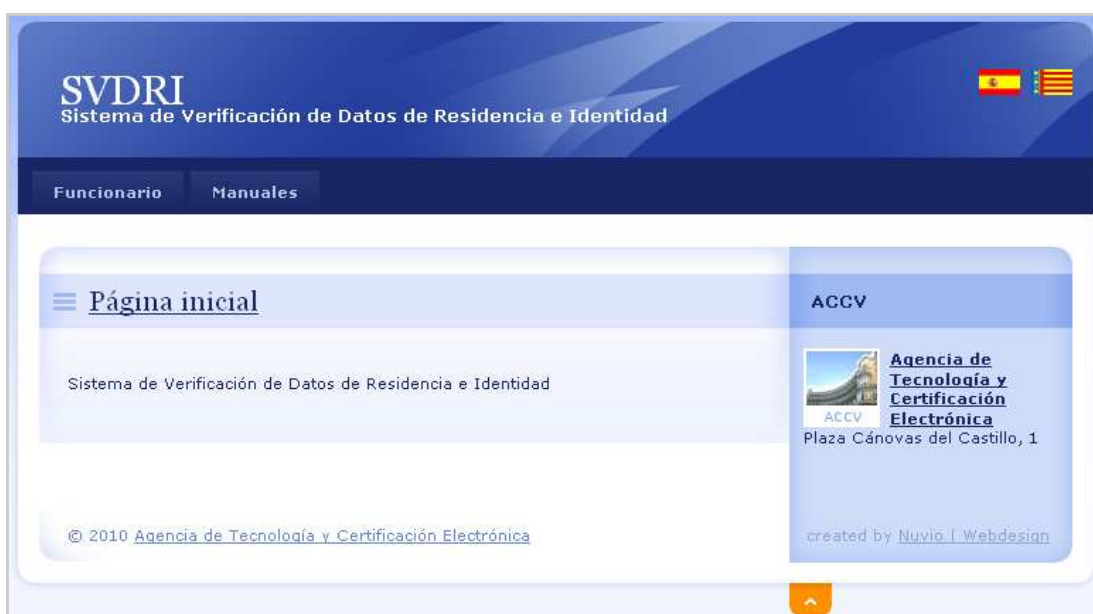 SVDRI
Sistema de Verificación de Datos de Residencia e Identidad
Funcionario Manuales
Página inicial
Sistema de Verificación de Datos de Residencia e Identidad
© 2010 Agencia de Tecnología y Certificación Electrónica
ACCV
ACCV
Agencia de
Tecnología y
Certificación
Electrónica
Plaza Cánovas del Castillo, 1
created by Nuvio | Webdesign